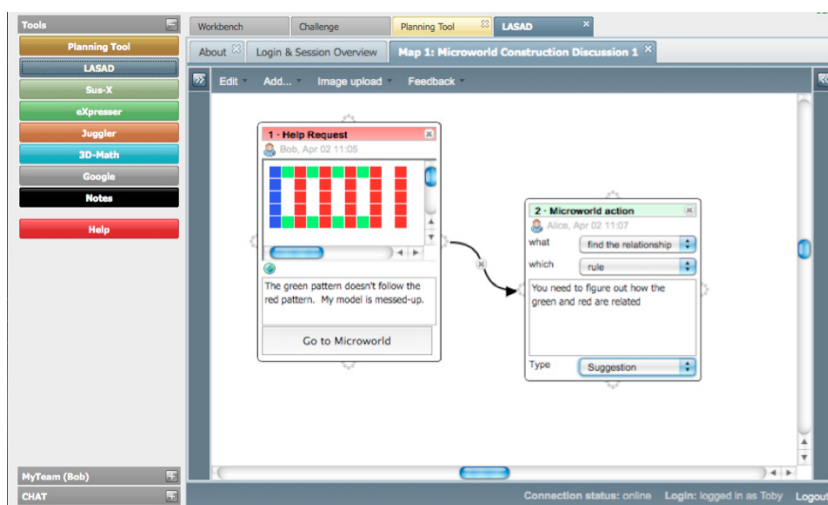 Tools
Planning Tool
LASAD
Sus-X
eXpresser
Juggler
3D-Math
Google
Notes
Help
MyTeam (Bob)
CHAT
Workbench
Challenge
Planning Tool
LASAD
About
Login & Session Overview
Map 1: Microworld Construction Discussion 1
Edit
Add...
Image upload
Feedback
1 - Help Request
Bob, Apr 02 11:05
The green pattern doesn't follow the
red pattern. My model is messed-up.
Go to Microworld
2 - Microworld action
Alice, Apr 02 11:07
what
find the relationship
which
rule
You need to figure out how the
green and red are related
Type
Suggestion
Connection status: online Login: logged in as Toby Logout